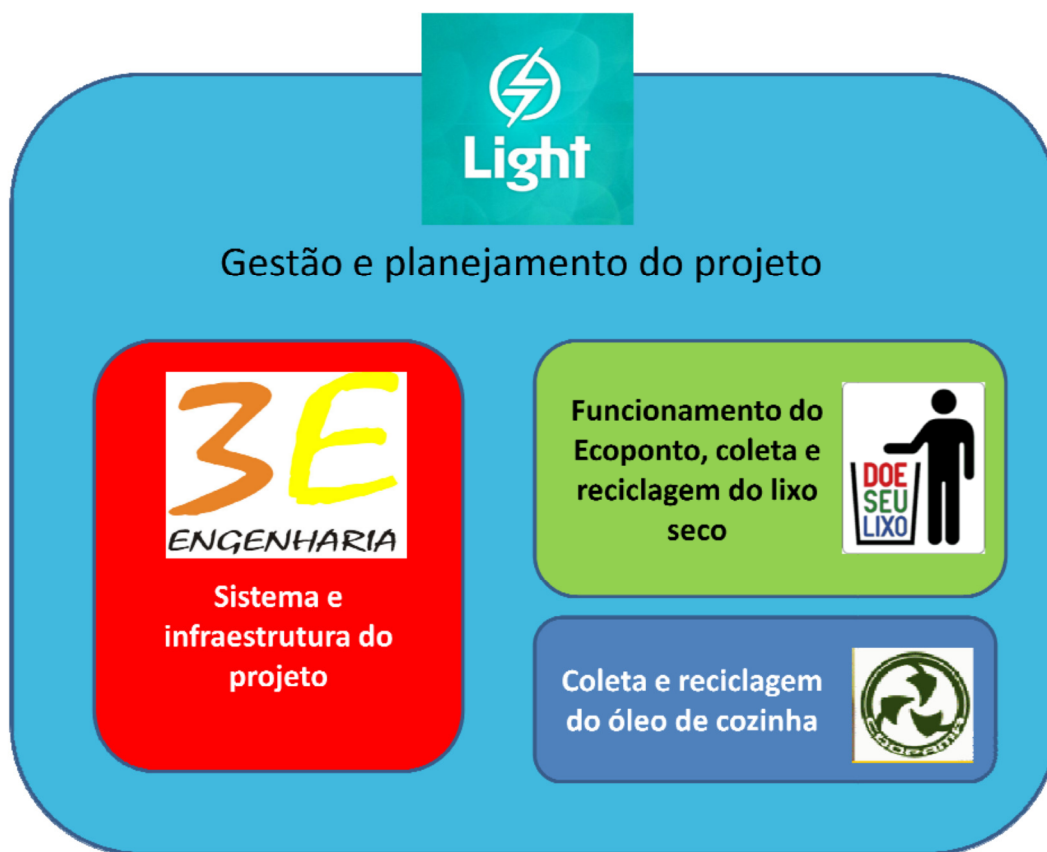 Light
Gestão e planejamento do projeto
3E
ENGENHARIA
Sistema e
infraestrutura do
projeto
Funcionamento do
Ecoponto, coleta e
reciclagem do lixo
seco
DOE
SEU
LIXO
Coleta e reciclagem
do óleo de cozinha